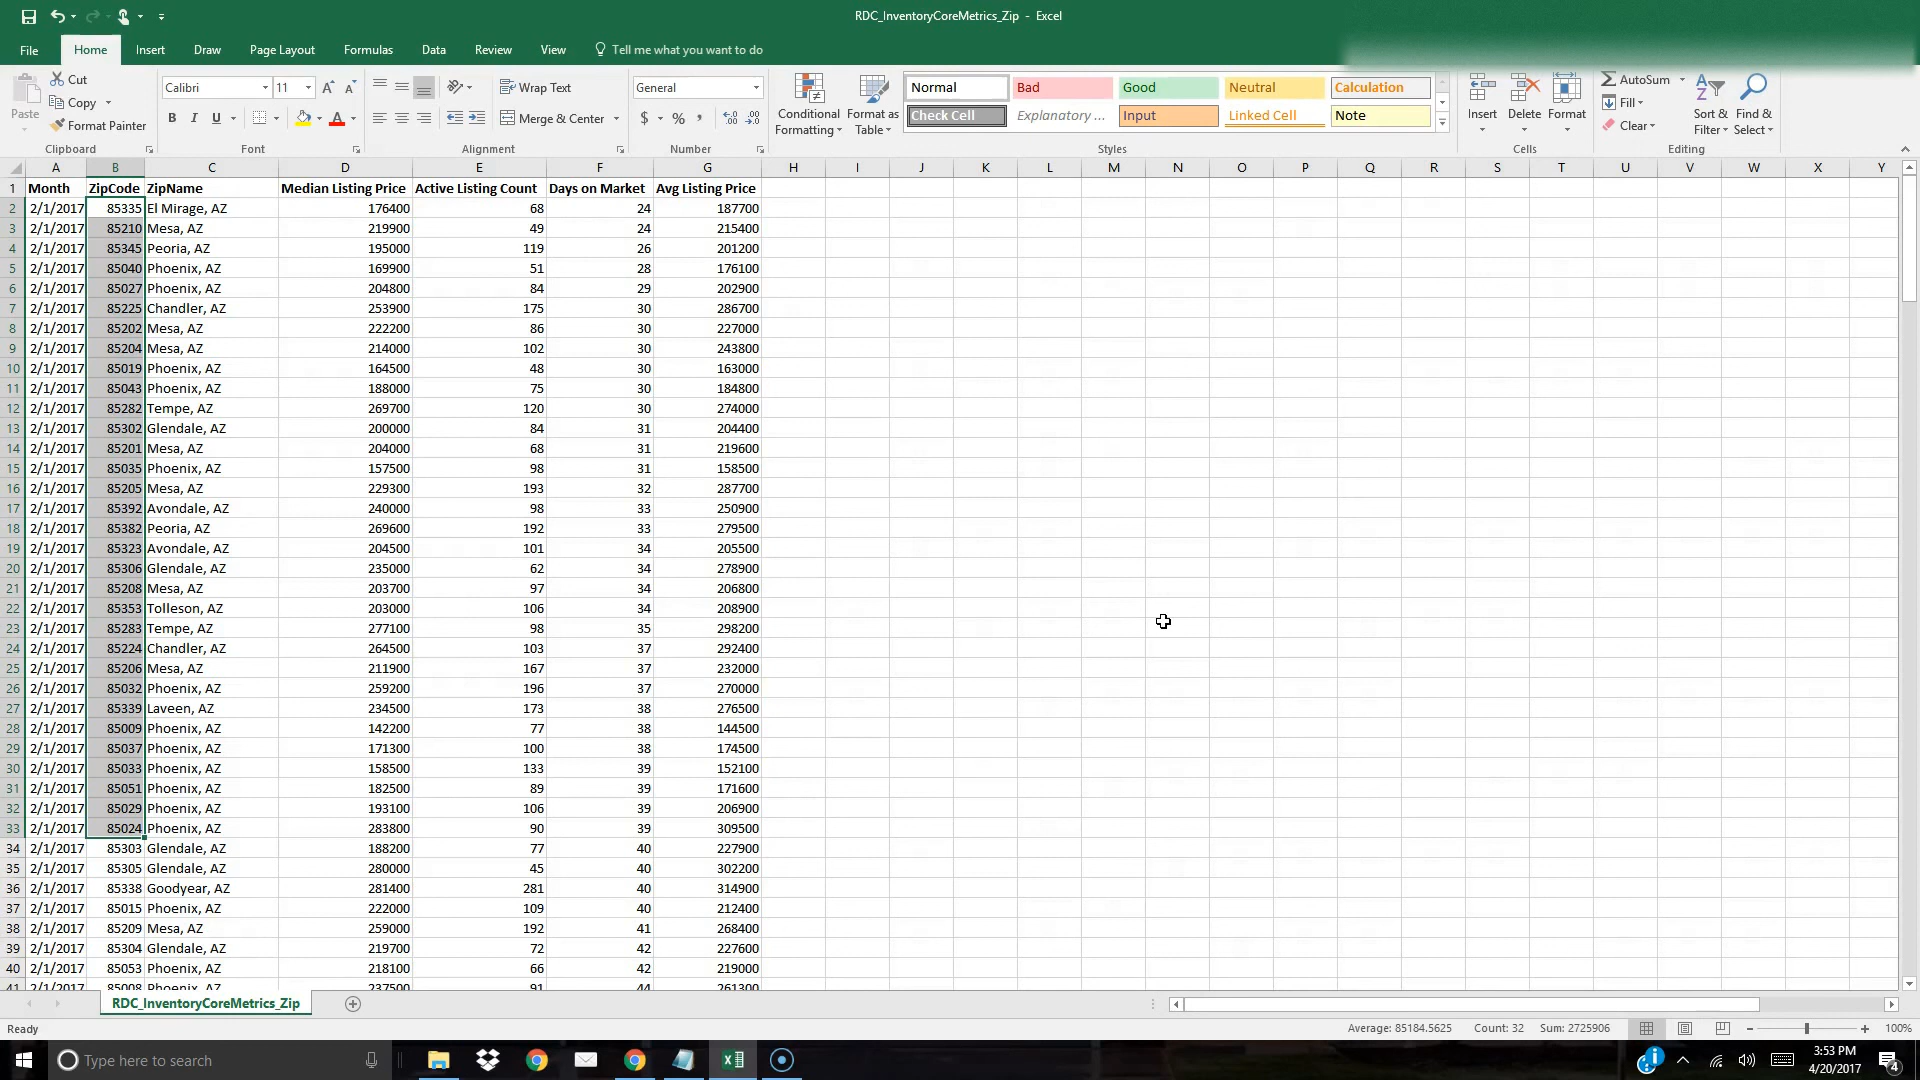 RDC_InventoryCoreMetrics_Zip - Excel
File Home Insert Draw Page Layout Formulas Data Review View Tell me what you want to do
Cut Calibri 11 Wrap Text General Normal Bad Good Neutral Calculation AutoSum
Copy Merge & Center Check Cell Explanatory ... Input Linked Cell Note Fill
Paste Format Painter B I U $ % Conditional Formatting Format as Table Insert Delete Format Clear Sort & Filter Find & Select
Clipboard Font Alignment Number Styles Cells Editing
A B C D E F G H I J K L M N O P Q R S T U V W X Y
1 Month ZipCode ZipName Median Listing Price Active Listing Count Days on Market Avg Listing Price
2 2/1/2017 85335 El Mirage, AZ 176400 68 24 187700
3 2/1/2017 85210 Mesa, AZ 219900 49 24 215400
4 2/1/2017 85345 Peoria, AZ 195000 119 26 201200
5 2/1/2017 85040 Phoenix, AZ 169900 51 28 176100
6 2/1/2017 85027 Phoenix, AZ 204800 84 29 202900
7 2/1/2017 85225 Chandler, AZ 253900 175 30 286700
8 2/1/2017 85202 Mesa, AZ 222200 86 30 227000
9 2/1/2017 85204 Mesa, AZ 214000 102 30 243800
10 2/1/2017 85019 Phoenix, AZ 164500 48 30 163000
11 2/1/2017 85043 Phoenix, AZ 188000 75 30 184800
12 2/1/2017 85282 Tempe, AZ 269700 120 30 274000
13 2/1/2017 85302 Glendale, AZ 200000 84 31 204400
14 2/1/2017 85201 Mesa, AZ 204000 68 31 219600
15 2/1/2017 85035 Phoenix, AZ 157500 98 31 158500
16 2/1/2017 85205 Mesa, AZ 229300 193 32 287700
17 2/1/2017 85392 Avondale, AZ 240000 98 33 250900
18 2/1/2017 85382 Peoria, AZ 269600 192 33 279500
19 2/1/2017 85323 Avondale, AZ 204500 101 34 205500
20 2/1/2017 85306 Glendale, AZ 235000 62 34 278900
21 2/1/2017 85208 Mesa, AZ 203700 97 34 206800
22 2/1/2017 85353 Tolleson, AZ 203000 106 34 208900
23 2/1/2017 85283 Tempe, AZ 277100 98 35 298200
24 2/1/2017 85224 Chandler, AZ 264500 103 37 292400
25 2/1/2017 85206 Mesa, AZ 211900 167 37 232000
26 2/1/2017 85032 Phoenix, AZ 259200 196 37 270000
27 2/1/2017 85339 Laveen, AZ 234500 173 38 276500
28 2/1/2017 85009 Phoenix, AZ 142200 77 38 144500
29 2/1/2017 85037 Phoenix, AZ 171300 100 38 174500
30 2/1/2017 85033 Phoenix, AZ 158500 133 39 152100
31 2/1/2017 85051 Phoenix, AZ 182500 89 39 171600
32 2/1/2017 85029 Phoenix, AZ 193100 106 39 206900
33 2/1/2017 85024 Phoenix, AZ 283800 90 39 309500
34 2/1/2017 85303 Glendale, AZ 188200 77 40 227900
35 2/1/2017 85305 Glendale, AZ 280000 45 40 302200
36 2/1/2017 85338 Goodyear, AZ 281400 281 40 314900
37 2/1/2017 85015 Phoenix, AZ 222000 109 40 212400
38 2/1/2017 85209 Mesa, AZ 259000 192 41 268400
39 2/1/2017 85304 Glendale, AZ 219700 72 42 227600
40 2/1/2017 85053 Phoenix, AZ 218100 66 42 219000
41 2/1/2017 85008 Phoenix, AZ 237500 91 44 261300
RDC_InventoryCoreMetrics_Zip
Ready Average: 85184.5625 Count: 32 Sum: 2725906 100%
Type here to search 3:53 PM
4/20/2017 4